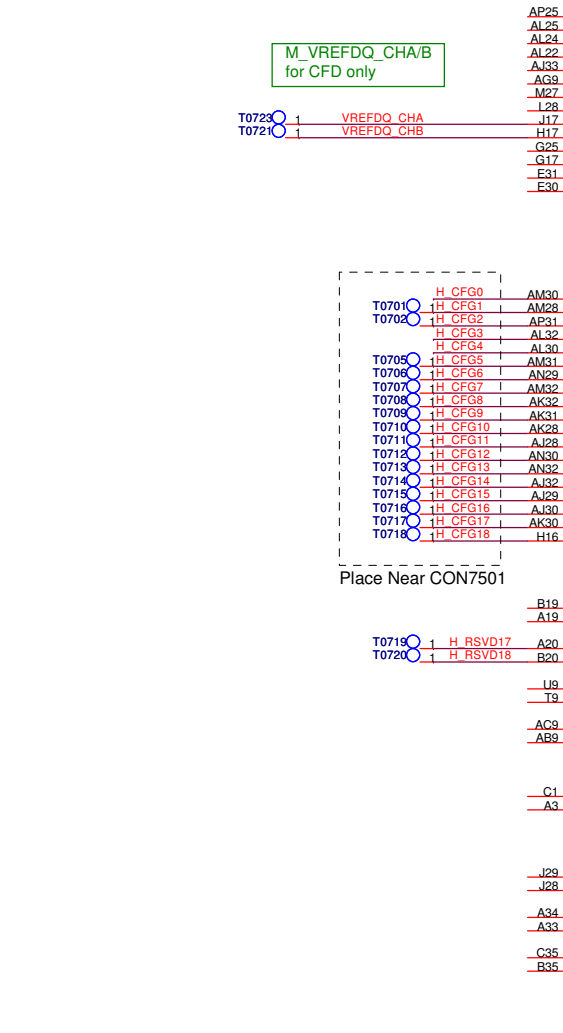 AP25
AL25
AL24
AL22
AJ33
AG9
M27
L28
M_VREFDQ_CHA/B
for CFD only
T0723 1 VREFDQ_CHA J17
T0721 1 VREFDQ_CHB H17
G25
G17
E31
E30
H_CFG0 AM30
T0701 1 H_CFG1 AM28
T0702 1 H_CFG2 AP31
H_CFG3 AL32
H_CFG4 AL30
T0705 1 H_CFG5 AM31
T0706 1 H_CFG6 AN29
T0707 1 H_CFG7 AM32
T0708 1 H_CFG8 AK32
T0709 1 H_CFG9 AK31
T0710 1 H_CFG10 AK28
T0711 1 H_CFG11 AJ28
T0712 1 H_CFG12 AN30
T0713 1 H_CFG13 AN32
T0714 1 H_CFG14 AJ32
T0715 1 H_CFG15 AJ29
T0716 1 H_CFG16 AJ30
T0717 1 H_CFG17 AK30
T0718 1 H_CFG18 H16
Place Near CON7501
B19
A19
T0719 1 H_RSVD17 A20
T0720 1 H_RSVD18 B20
U9
T9
AC9
AB9
C1
A3
J29
J28
A34
A33
C35
B35